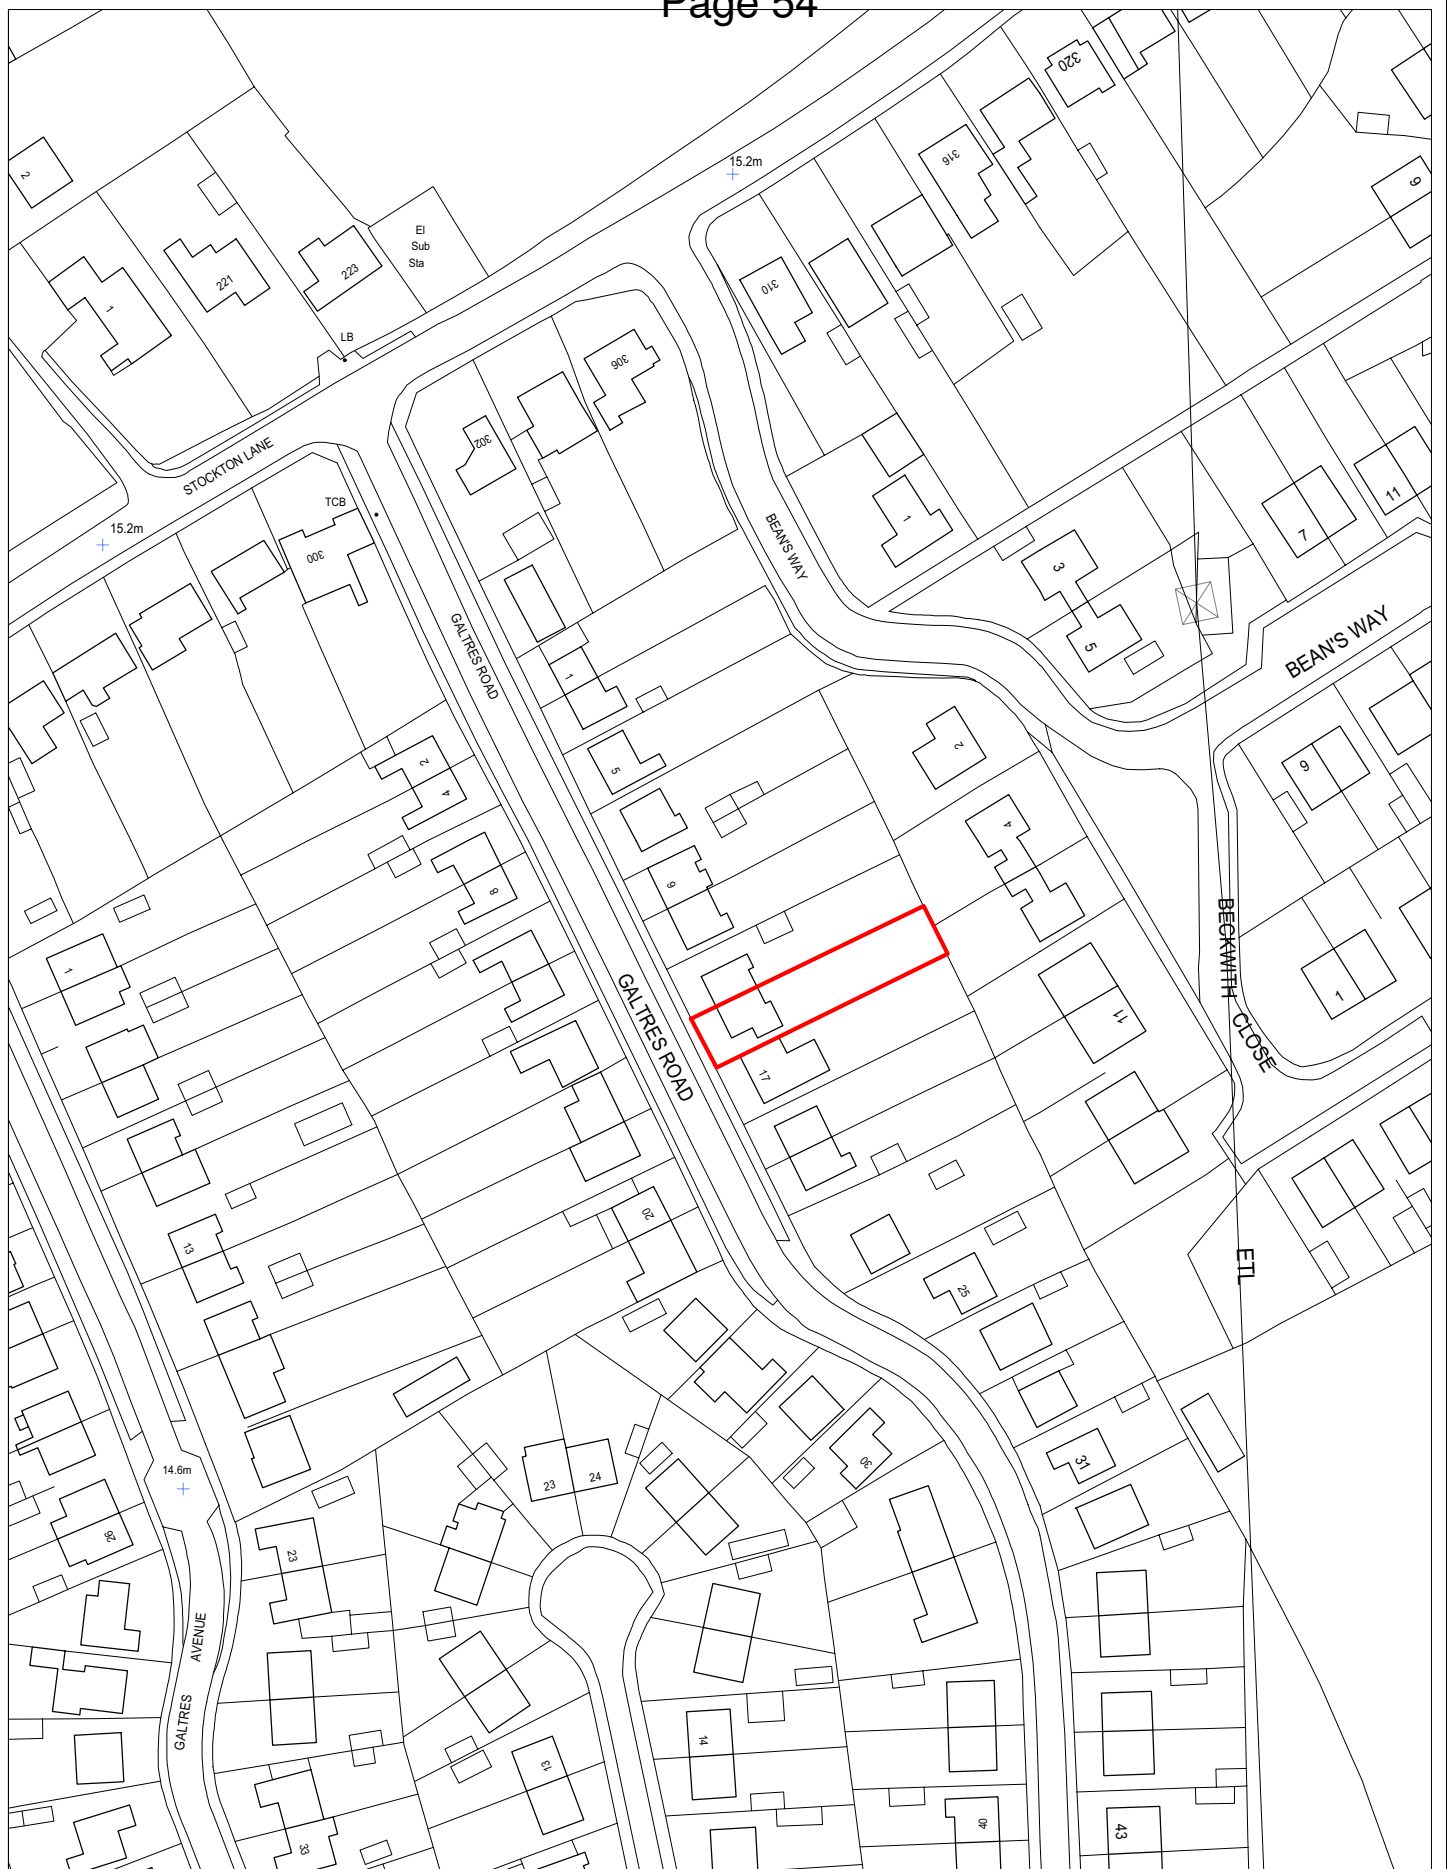 Page 54
320
2
15.2m
316
9
El
Sub
Sta
221
223
310
1
LB
306
302
STOCKTON LANE
TCB
15.2m
300
BEAN'S WAY
1
11
7
3
5
BEAN'S WAY
GALTRES ROAD
1
2
5
2
4
9
4
9
8
BECKWITH CLOSE
1
1
GALTRES ROAD
11
17
20
13
ETL
25
31
30
14.6m
23
24
26
23
GALTRES AVENUE
14
13
33
40
43